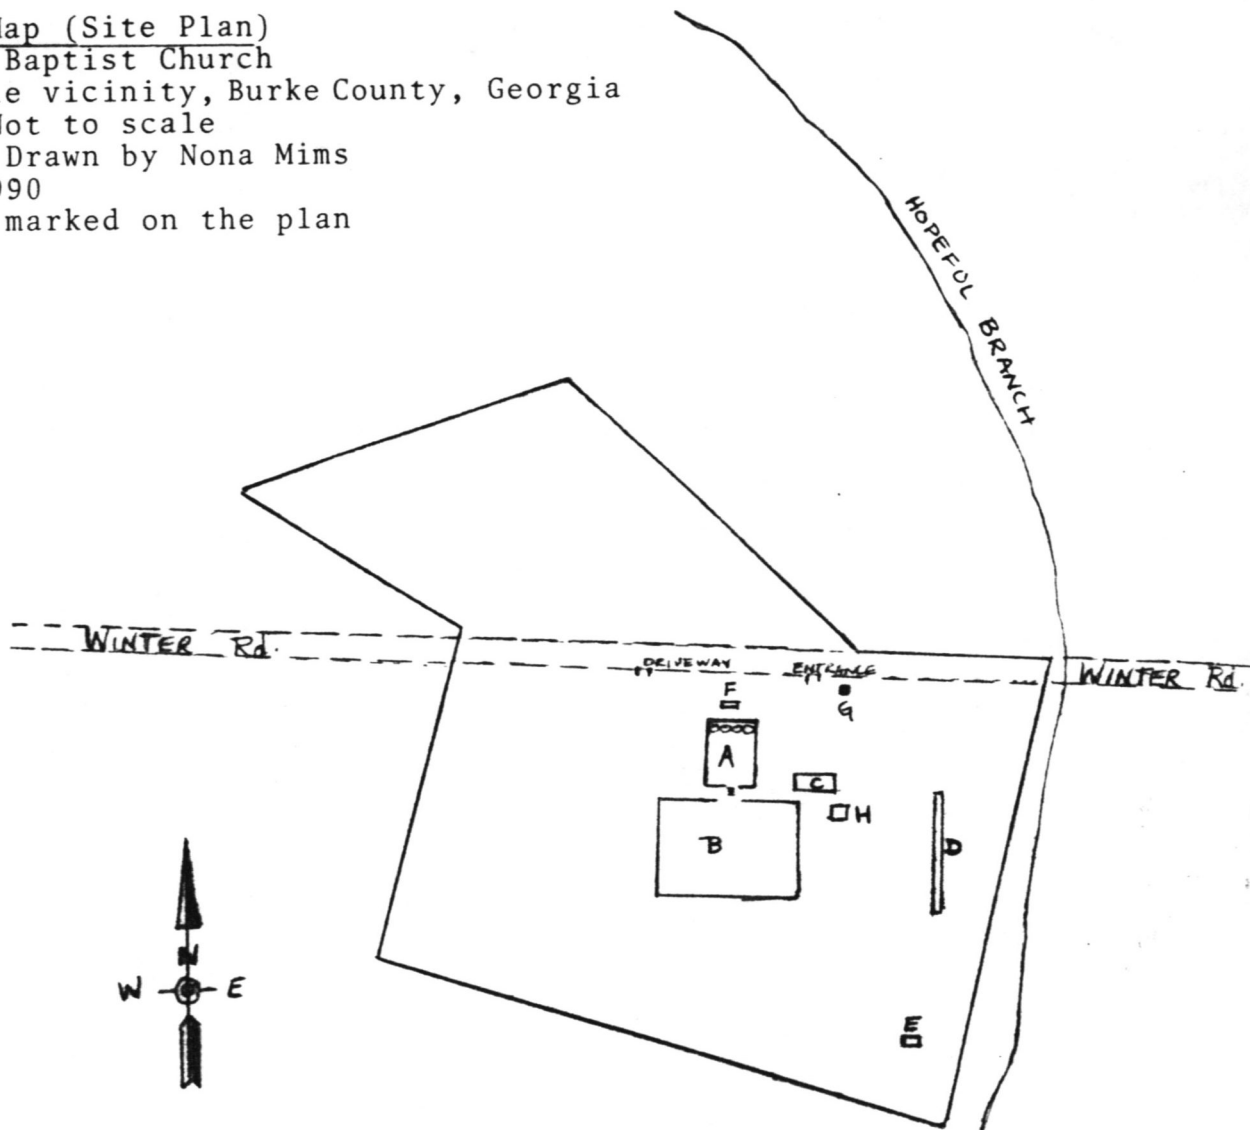 Map (Site Plan)
Baptist Church
e vicinity, Burke County, Georgia
Not to scale
Drawn by Nona Mims
990
marked on the plan
HOPEFUL BRANCH
WINTER Rd.
DRIVEWAY
ENTRANCE
WINTER Rd.
F
G
A
C
H
B
D
N
W
E
E